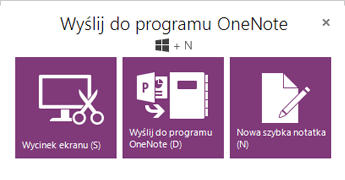 Wyślij do programu OneNote
+ N
Wycinek ekranu (S)
Wyślij do programu
OneNote (D)
Nowa szybka notatka
(N)